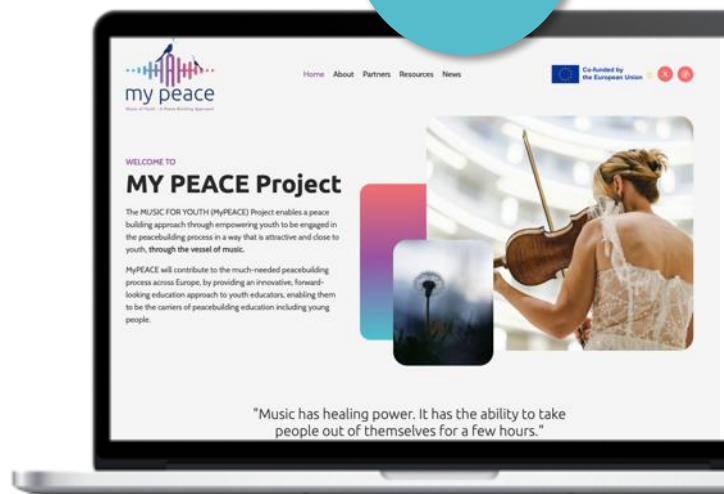 my peace
Music of Youth - A Peace Building Approach
Home About Partners Resources News
Co-funded by
the European Union
WELCOME TO
MY PEACE Project
The MUSIC FOR YOUTH (MyPEACE) Project enables a peace
building approach through empowering youth to be engaged in
the peacebuilding process in a way that is attractive and close to
youth, through the vessel of music.
MyPEACE will contribute to the much-needed peacebuilding
process across Europe, by providing an innovative, forward-
looking education approach to youth educators, enabling them
to be the carriers of peacebuilding education including young
people.
"Music has healing power. It has the ability to take
people out of themselves for a few hours."